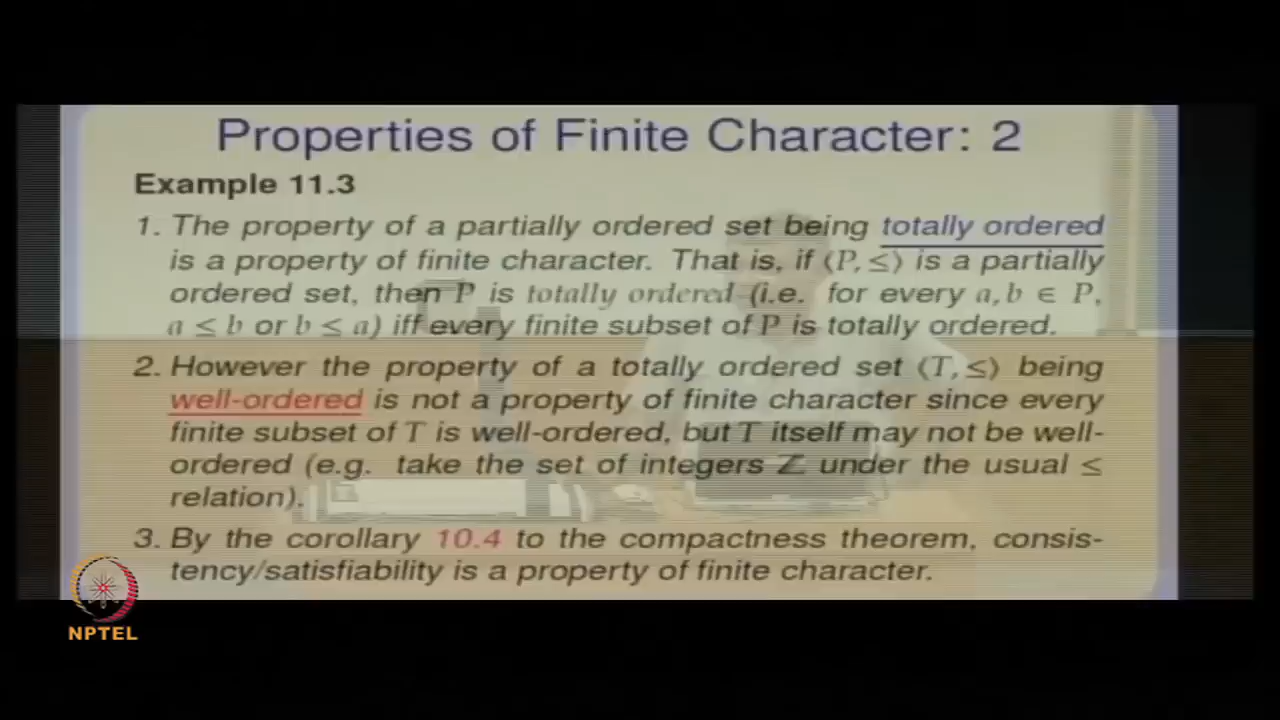 Properties of Finite Character: 2
Example 11.3
1. The property of a partially ordered set being totally ordered
is a property of finite character. That is, if ⟨P, ≤⟩ is a partially
ordered set, then P is totally ordered (i.e. for every a, b ∈ P,
a ≤ b or b ≤ a) iff every finite subset of P is totally ordered.
2. However the property of a totally ordered set ⟨T, ≤⟩ being
well-ordered is not a property of finite character since every
finite subset of T is well-ordered, but T itself may not be well-
ordered (e.g. take the set of integers ℤ under the usual ≤
relation).
3. By the corollary 10.4 to the compactness theorem, consis-
tency/satisfiability is a property of finite character.
NPTEL